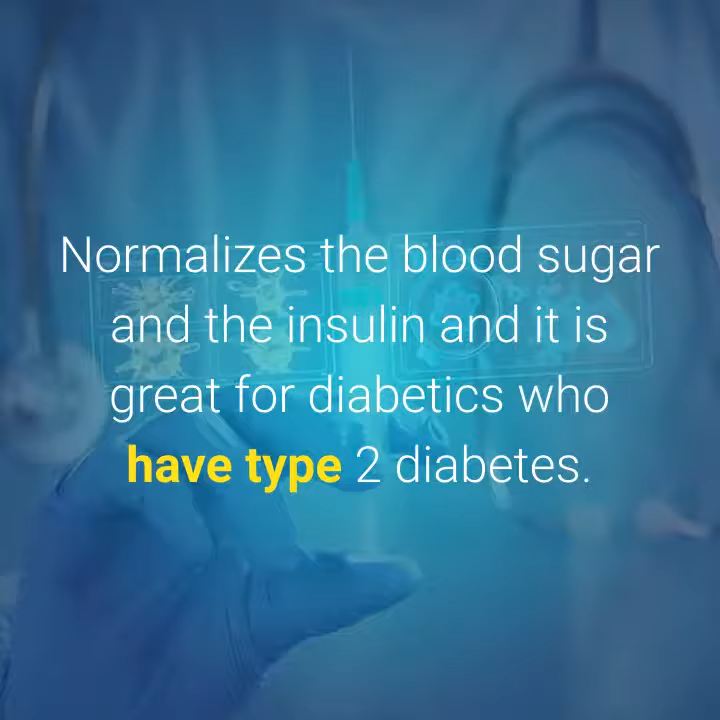 Normalizes the blood sugar
and the insulin and it is
great for diabetics who
have type 2 diabetes.